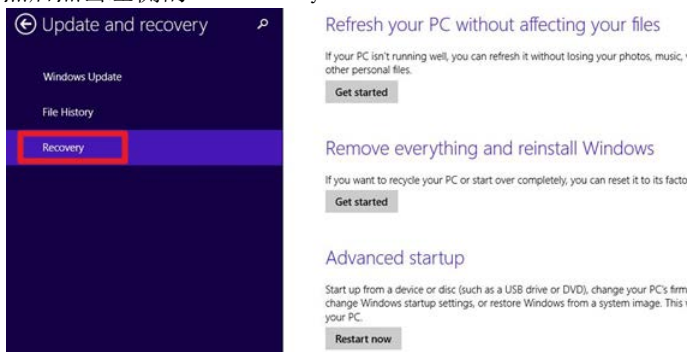 Update and recovery
Windows Update
File History
Recovery
Refresh your PC without affecting your files
If your PC isn't running well, you can refresh it without losing your photos, music,
other personal files.
Get started
Remove everything and reinstall Windows
If you want to recycle your PC or start over completely, you can reset it to its
Get started
Advanced startup
Start up from a device or disc (such as a USB drive or DVD), change your PC's
change Windows startup settings, or restore Windows from a system image. This
your PC.
Restart now